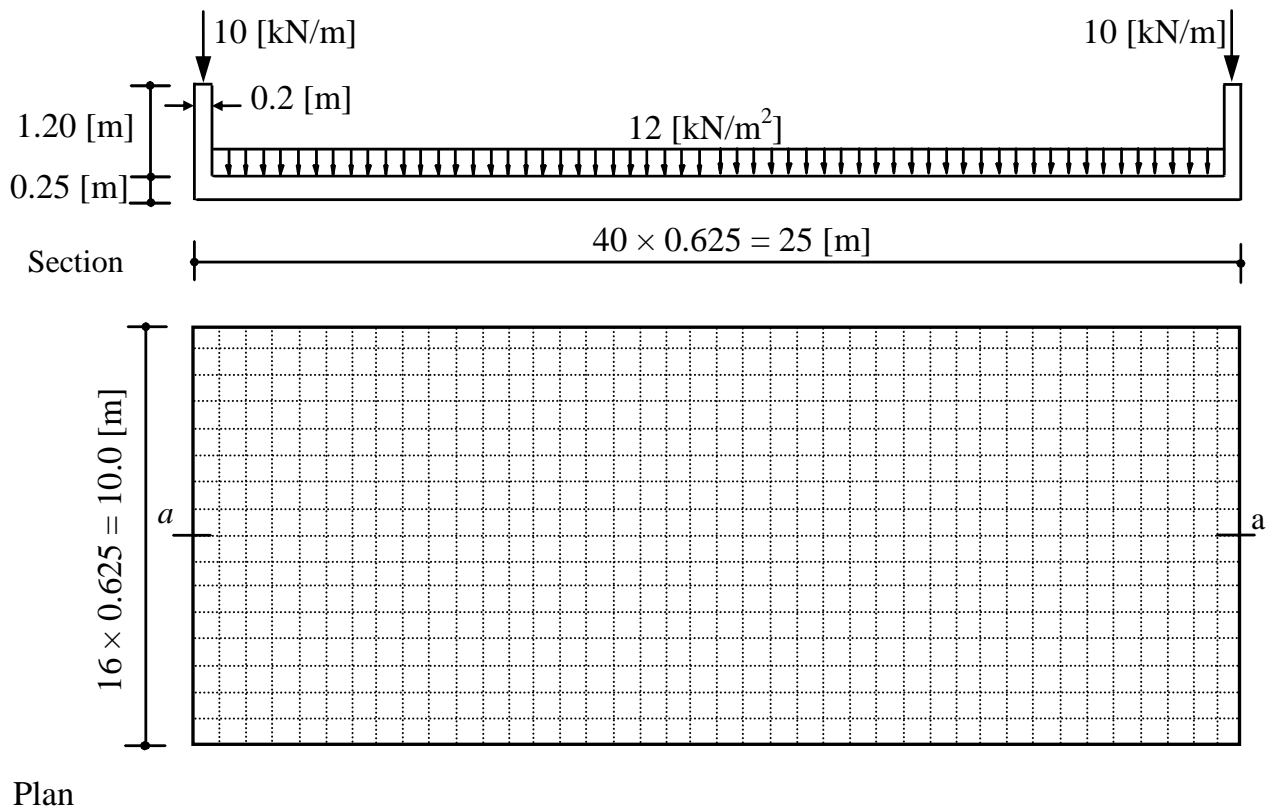 10 [kN/m]
10 [kN/m]
0.2 [m]
1.20 [m]
12 [kN/m²]
0.25 [m]
40 × 0.625 = 25 [m]
Section
16 × 0.625 = 10.0 [m]
a
a
Plan